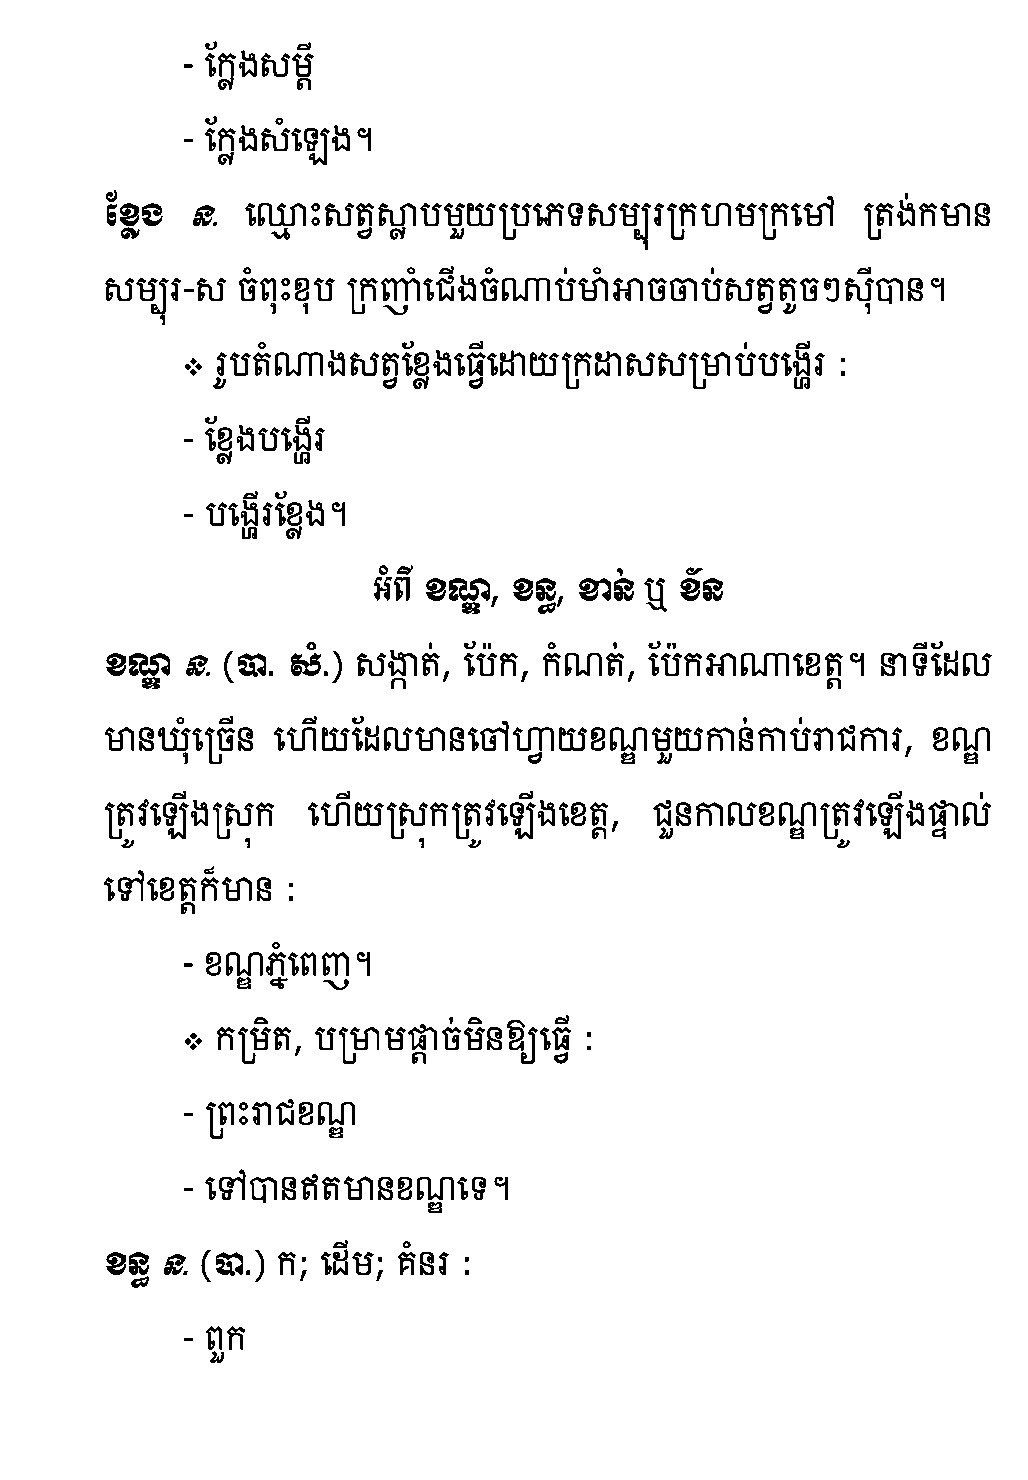 - ក្លែងសម្ដី
- ក្លែងសំឡេង។
ខ្លែង ន. ឈ្មោះសត្វស្លាបមួយប្រភេទសម្បុរក្រហមក្រមៅ ត្រង់កមាន
សម្បុរ-ស ចំពុះខុប ក្រញាំជើងចំណាប់មាំអាចចាប់សត្វតូចៗស៊ីបាន។
❖ រូបតំណាងសត្វខ្លែងធ្វើដោយក្រដាសសម្រាប់បង្ហើរ :
- ខ្លែងបង្ហើរ
- បង្ហើរខ្លែង។
អំពី ខណ្ឌ, ខន្ធ, ខាន់ ឬ ខ័ន
ខណ្ឌ ន. (បា. សំ.) សង្កាត់, ប៉ែក, កំណត់, ប៉ែកអាណាខេត្ត។ នាទីដែល
មានឃុំច្រើន ហើយដែលមានចៅហ្វាយខណ្ឌមួយកាន់កាប់រាជការ, ខណ្ឌ
ត្រូវឡើងស្រុក ហើយស្រុកត្រូវឡើងខេត្ត, ជួនកាលខណ្ឌត្រូវឡើងផ្ទាល់
ទៅខេត្តក៏មាន :
- ខណ្ឌភ្នំពេញ។
❖ កម្រិត, បម្រាមផ្ដាច់មិនឱ្យធ្វើ :
- ព្រះរាជខណ្ឌ
- ទៅបានឥតមានខណ្ឌទេ។
ខន្ធ ន. (បា.) ក; ដើម; គំនរ :
- ពួក